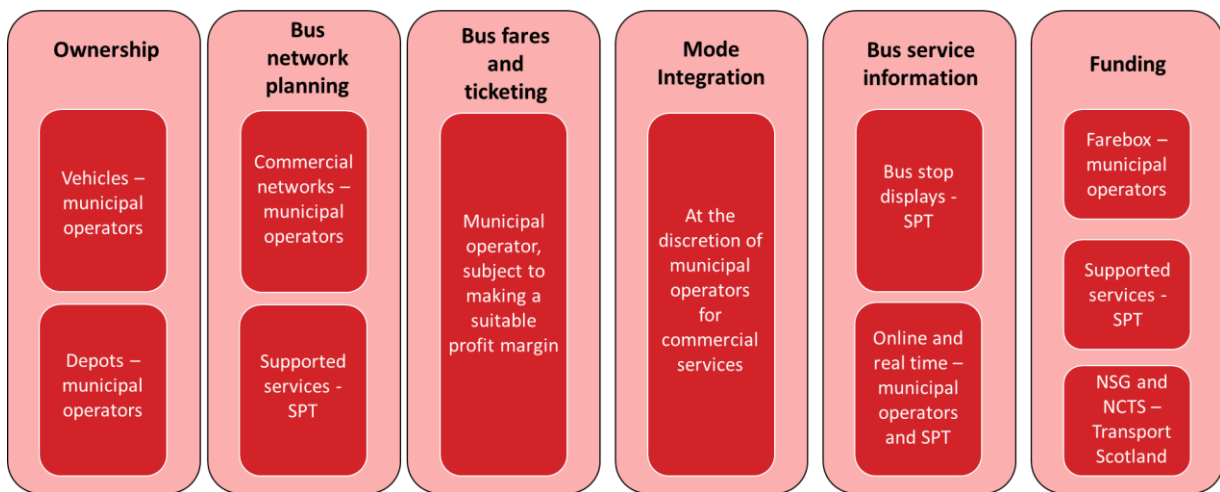 Ownership
Vehicles –
municipal
operators
Depots –
municipal
operators
Bus
network
planning
Commercial
networks –
municipal
operators
Supported
services -
SPT
Bus fares
and
ticketing
Municipal
operator,
subject to
making a
suitable
profit margin
Mode
Integration
At the
discretion of
municipal
operators
for
commercial
services
Bus service
information
Bus stop
displays -
SPT
Online and
real time –
municipal
operators
and SPT
Funding
Farebox –
municipal
operators
Supported
services -
SPT
NSG and
NCTS –
Transport
Scotland